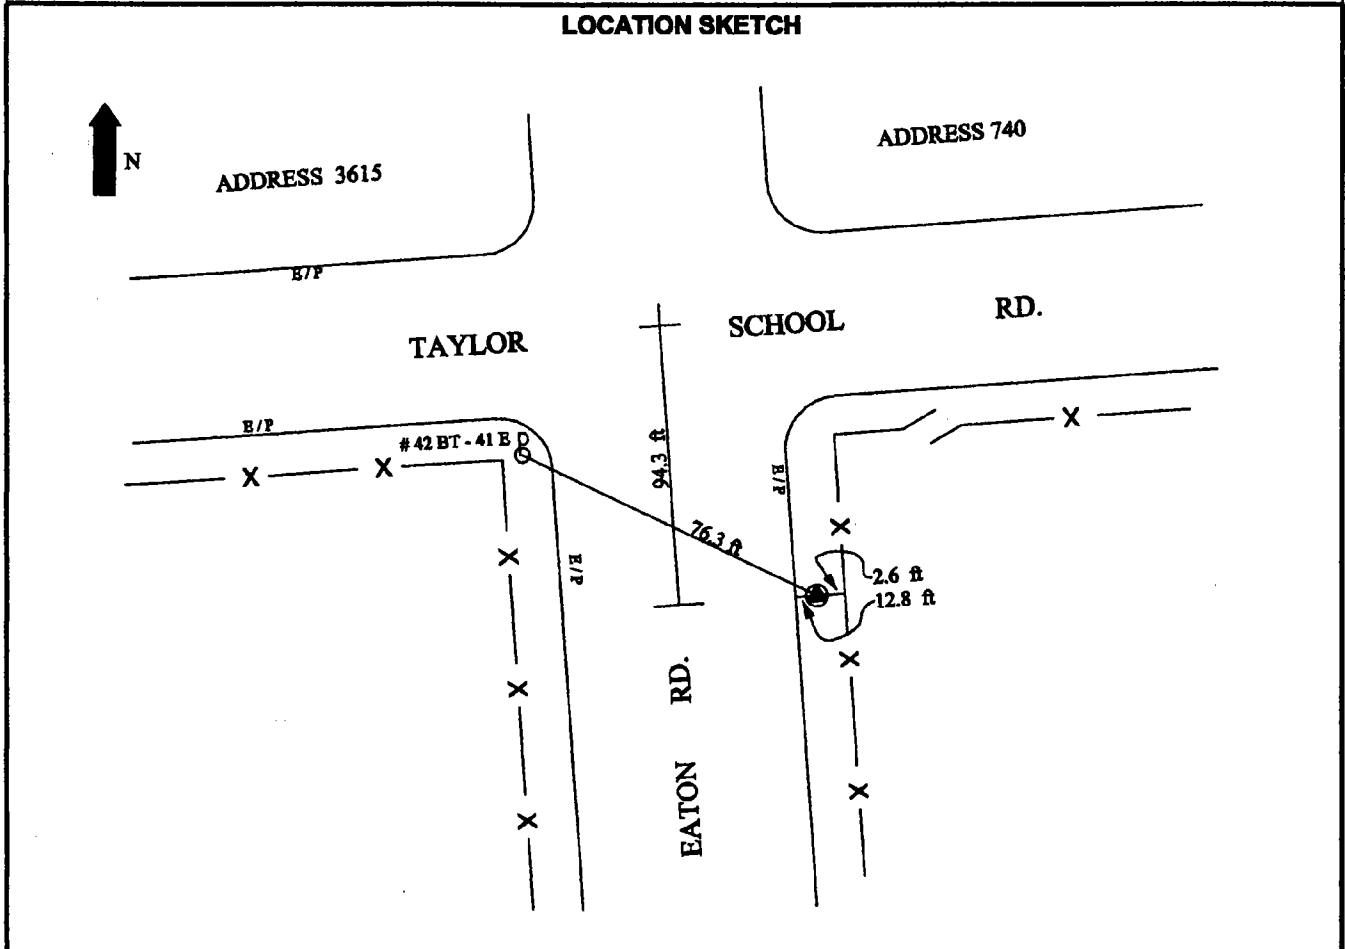 LOCATION SKETCH
N
ADDRESS 3615
ADDRESS 740
E/P
TAYLOR SCHOOL RD.
E/P
# 42 BT - 41 E
94.3 ft
E/P
76.3 ft
E/P
2.6 ft
12.8 ft
EATON RD.
X
X
X
X
X
X
X
X
X